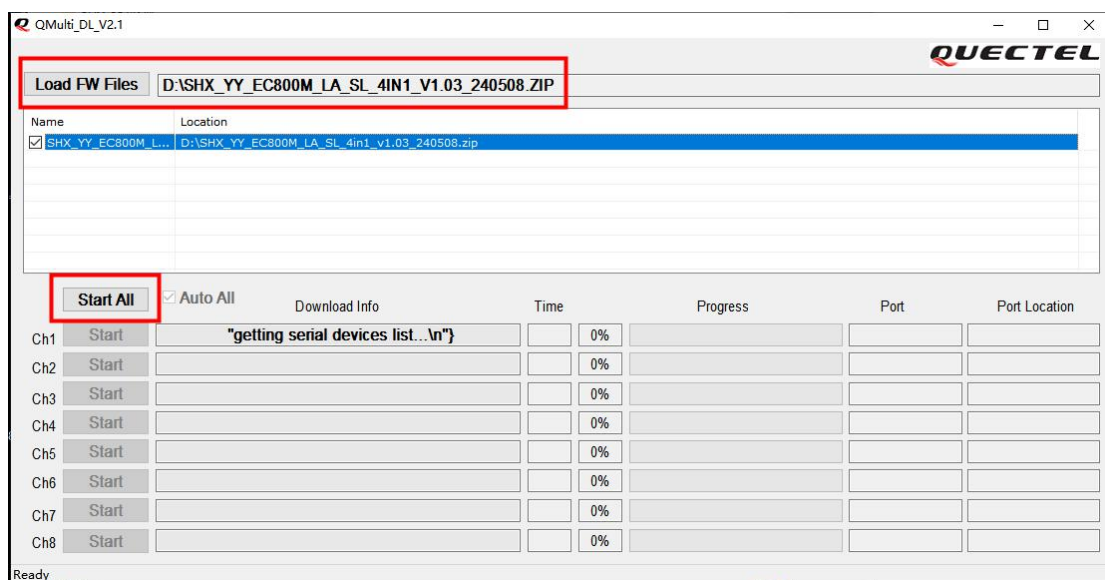 QMulti_DL_V2.1
QUECTEL
Load FW Files D:\SHX_YY_EC800M_LA_SL_4IN1_V1.03_240508.ZIP
Name Location
SHX_YY_EC800M_L... D:\SHX_YY_EC800M_LA_SL_4in1_v1.03_240508.zip
Start All Auto All Download Info Time Progress Port Port Location
Ch1 Start "getting serial devices list...\n"} 0%
Ch2 Start 0%
Ch3 Start 0%
Ch4 Start 0%
Ch5 Start 0%
Ch6 Start 0%
Ch7 Start 0%
Ch8 Start 0%
Ready